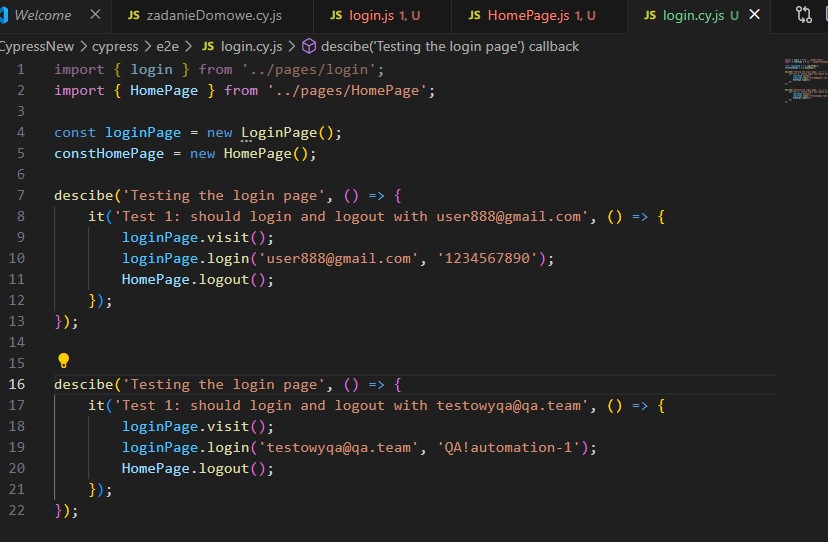 Welcome
JS zadanieDomowe.cy.js
JS login.js 1, U
JS HomePage.js 1, U
JS login.cy.js U
CypressNew > cypress > e2e > JS login.cy.js > descibe('Testing the login page') callback
1 import { login } from '../pages/login';
2 import { HomePage } from '../pages/HomePage';
3
4 const loginPage = new LoginPage();
5 constHomePage = new HomePage();
6
7 descibe('Testing the login page', () => {
8 it('Test 1: should login and logout with user888@gmail.com', () => {
9 loginPage.visit();
10 loginPage.login('user888@gmail.com', '1234567890');
11 HomePage.logout();
12 });
13 });
14
15
16 descibe('Testing the login page', () => {
17 it('Test 1: should login and logout with testowyqa@qa.team', () => {
18 loginPage.visit();
19 loginPage.login('testowyqa@qa.team', 'QA!automation-1');
20 HomePage.logout();
21 });
22 });